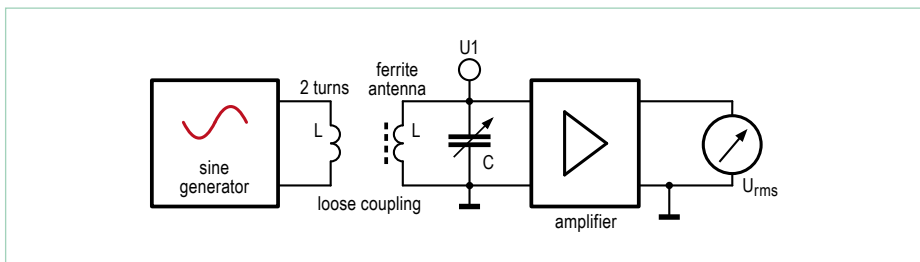 U1
2 turns
ferrite
antenna
L
L
C
sine
generator
loose coupling
amplifier
Urms